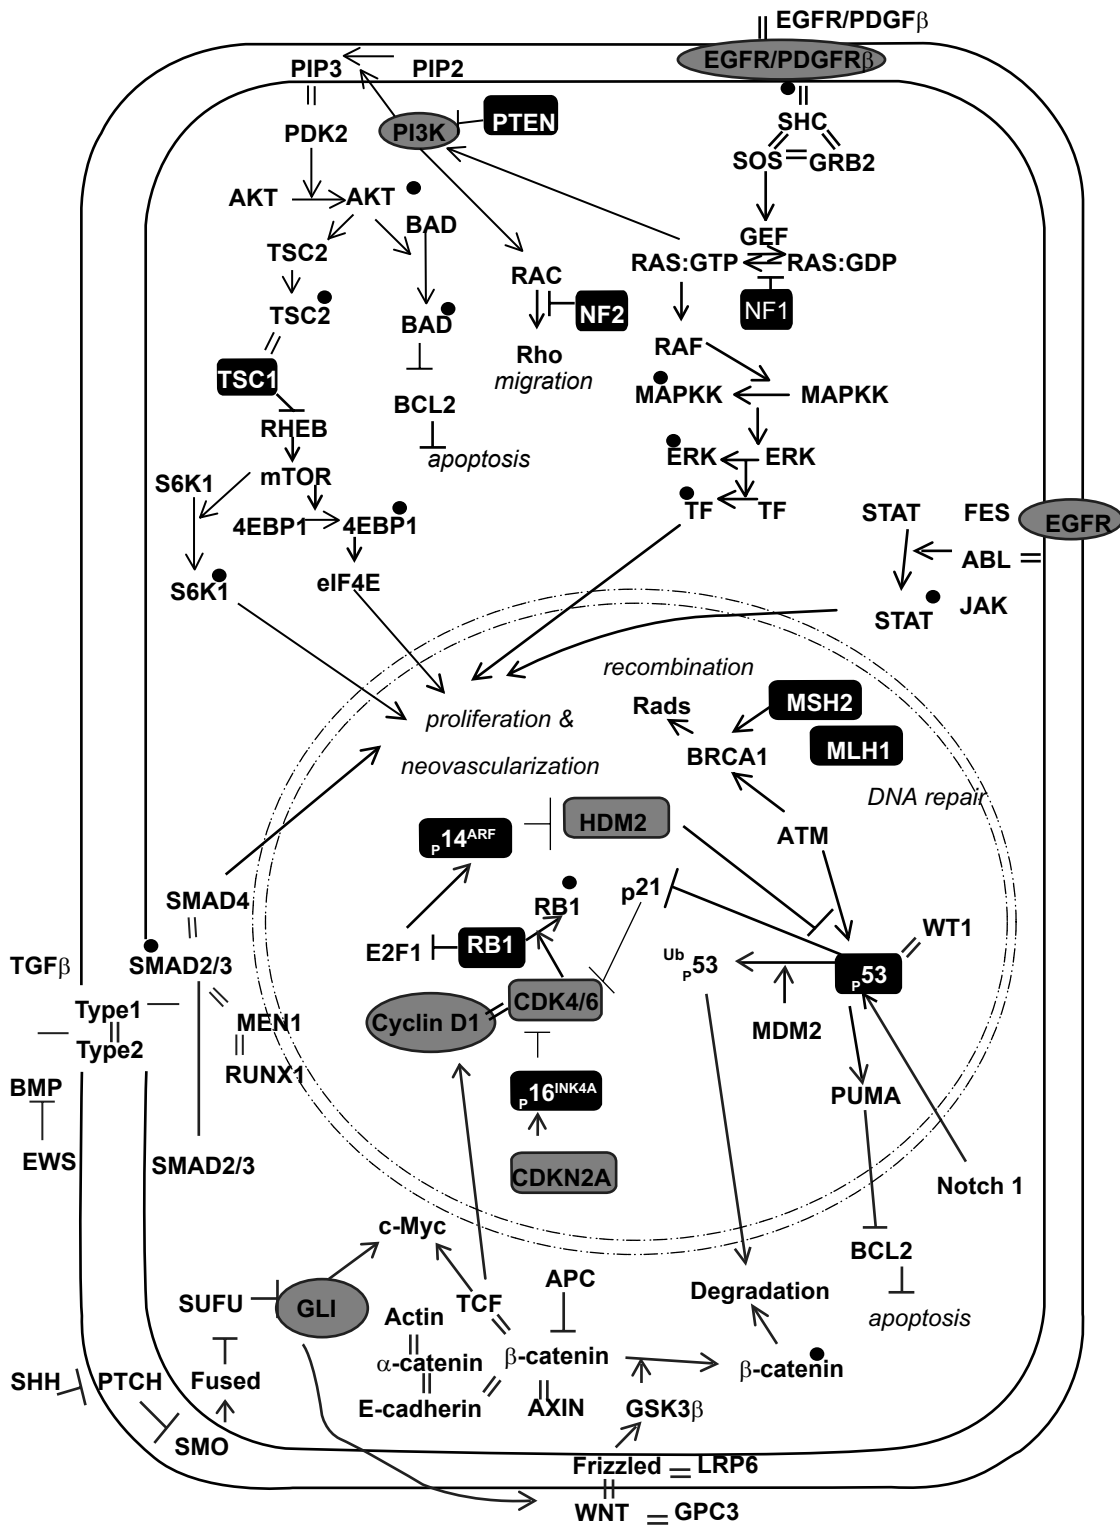 EGFR/PDGFβ
EGFR/PDGFRβ
PIP3
PIP2
PDK2
PI3K
PTEN
SHC
SOS
GRB2
AKT
AKT
BAD
GEF
RAS:GTP
RAS:GDP
TSC2
RAC
NF2
NF1
TSC2
BAD
Rho
migration
RAF
TSC1
MAPKK
MAPKK
BCL2
RHEB
apoptosis
ERK
ERK
S6K1
mTOR
TF
TF
4EBP1
4EBP1
STAT
FES
EGFR
ABL
S6K1
eIF4E
STAT
JAK
recombination
Rads
MSH2
proliferation &
MLH1
BRCA1
neovascularization
DNA repair
HDM2
P14ARF
ATM
SMAD4
RB1
p21
WT1
E2F1
RB1
TGFβ
SMAD2/3
UbP53
P53
Type1
CDK4/6
Cyclin D1
MEN1
MDM2
Type2
RUNX1
BMP
P16INK4A
PUMA
EWS
SMAD2/3
CDKN2A
Notch 1
c-Myc
BCL2
APC
Degradation
SUFU
GLI
TCF
Actin
apoptosis
α-catenin
β-catenin
β-catenin
SHH
PTCH
Fused
E-cadherin
AXIN
GSK3β
SMO
Frizzled
LRP6
WNT
GPC3